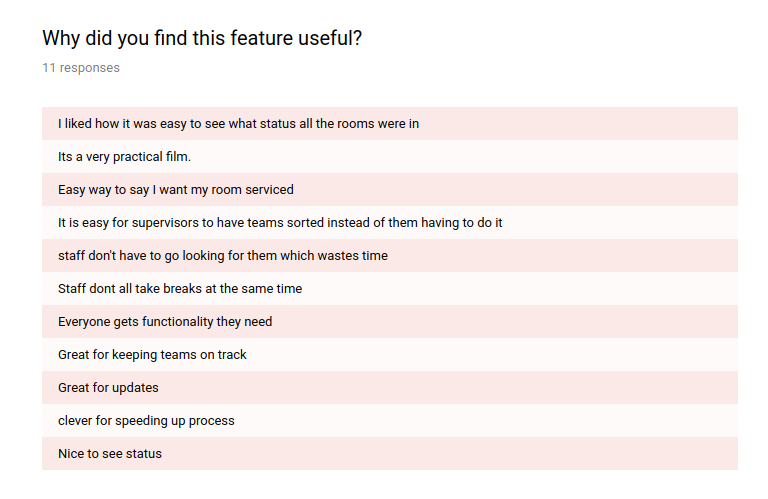 Why did you find this feature useful?
11 responses
I liked how it was easy to see what status all the rooms were in
Its a very practical film.
Easy way to say I want my room serviced
It is easy for supervisors to have teams sorted instead of them having to do it
staff don't have to go looking for them which wastes time
Staff dont all take breaks at the same time
Everyone gets functionality they need
Great for keeping teams on track
Great for updates
clever for speeding up process
Nice to see status